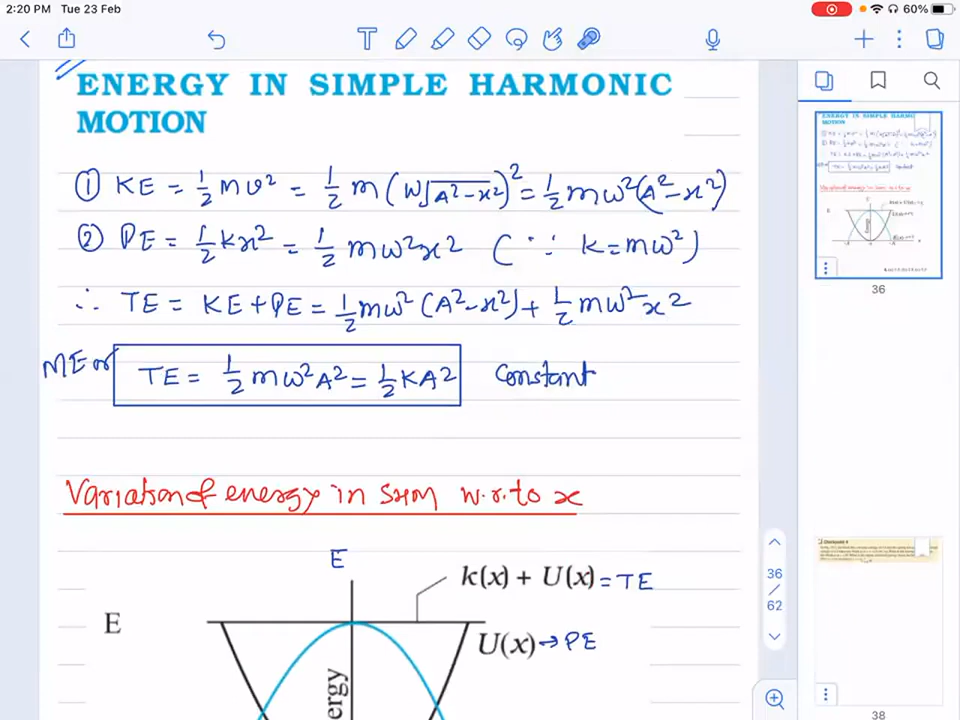 2:20 PM Tue 23 Feb
60%
ENERGY IN SIMPLE HARMONIC
MOTION
① KE = 1/2 mv² = 1/2 m (W√A²-x²)² = 1/2 mω²(A²-x²)
② PE = 1/2 kx² = 1/2 mω²x² (∵ k=mω²)
∴ TE = KE+PE = 1/2 mω²(A²-x²) + 1/2 mω²x²
ME or TE = 1/2 mω²A² = 1/2 KA² Constant
Variation of energy in SHM w.r.to x
E
k(x) + U(x) = TE
E
U(x) → PE
ergy
36
/
62
36
38